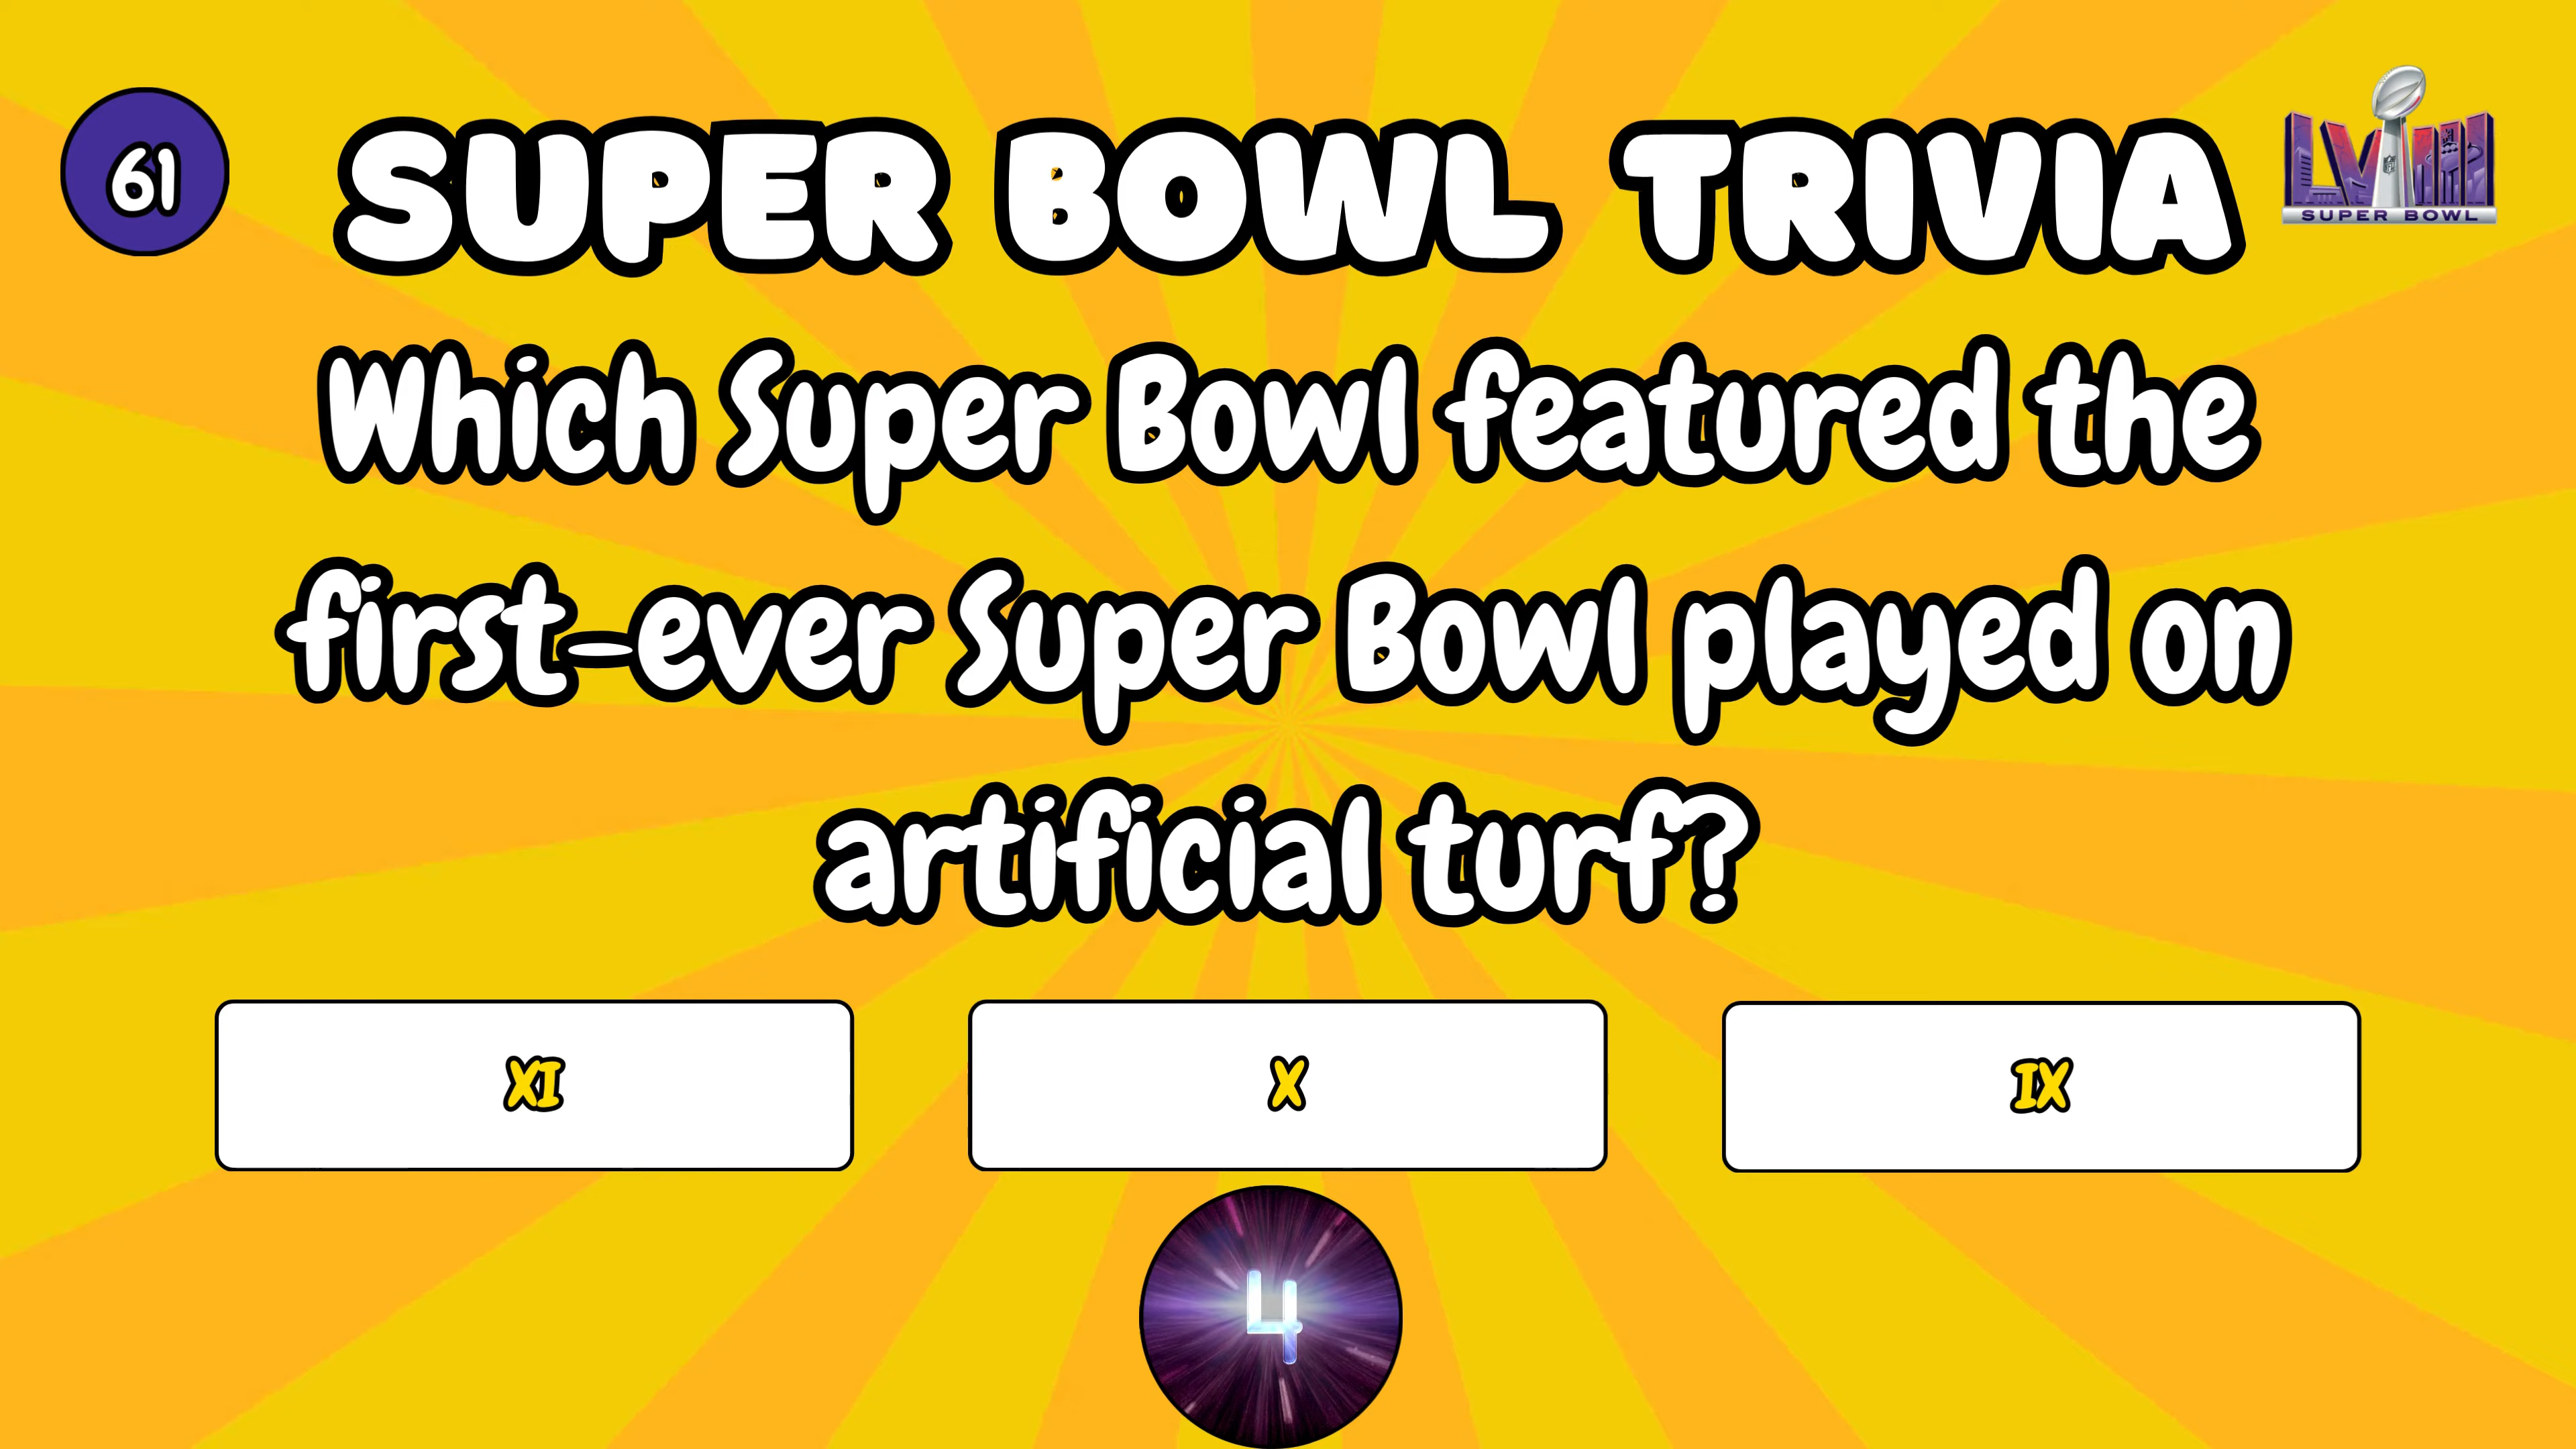 61
SUPER BOWL TRIVIA
LVIII
SUPER BOWL
Which Super Bowl featured the
first-ever Super Bowl played on
artificial turf?
XI
X
IX
4